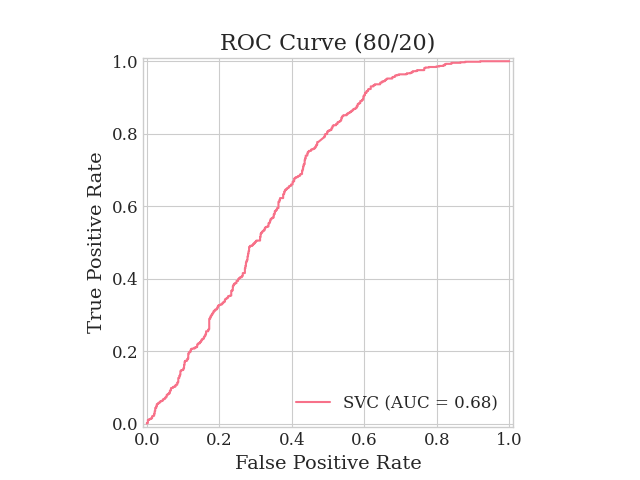 ROC Curve (80/20)
True Positive Rate
1.0
0.8
0.6
0.4
0.2
0.0
SVC (AUC = 0.68)
0.0 0.2 0.4 0.6 0.8 1.0
False Positive Rate